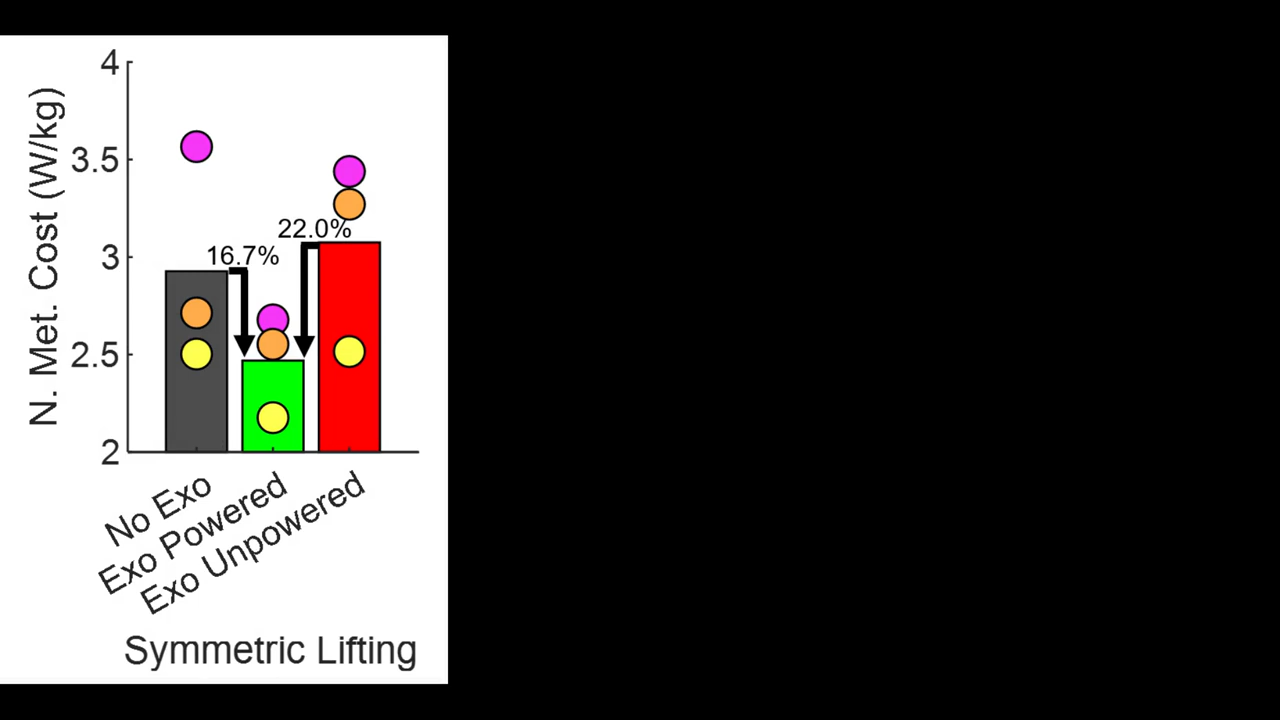 4
3.5
3
2.5
2
N. Met. Cost (W/kg)
22.0%
16.7%
No Exo
Exo Powered
Exo Unpowered
Symmetric Lifting